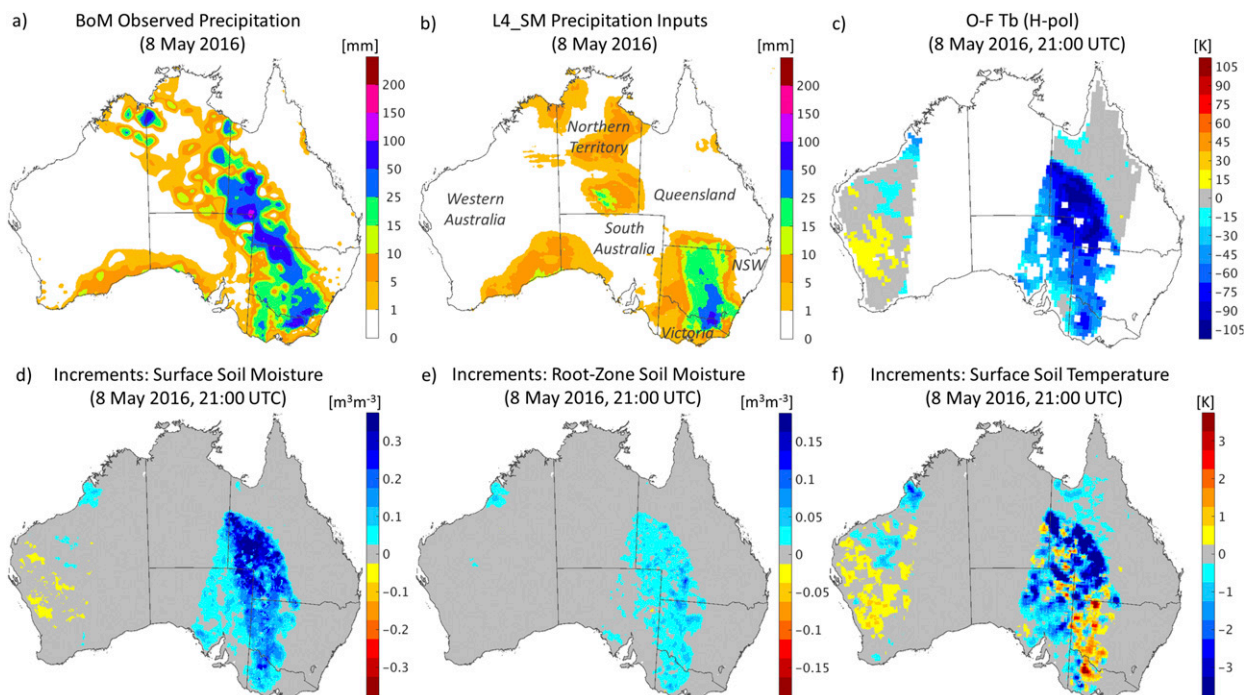 a) BoM Observed Precipitation
(8 May 2016)
[mm]
200
150
100
50
25
15
10
5
1
0
b) L4_SM Precipitation Inputs
(8 May 2016)
[mm]
Northern
Territory
Western
Australia
Queensland
South
Australia
NSW
Victoria
200
150
100
50
25
15
10
5
1
0
c) O-F Tb (H-pol)
(8 May 2016, 21:00 UTC)
[K]
105
90
75
60
45
30
15
0
−15
−30
−45
−60
−75
−90
−105
d) Increments: Surface Soil Moisture
(8 May 2016, 21:00 UTC)
[m³m⁻³]
0.3
0.2
0.1
0
−0.1
−0.2
−0.3
e) Increments: Root-Zone Soil Moisture
(8 May 2016, 21:00 UTC)
[m³m⁻³]
0.15
0.10
0.05
0
−0.05
−0.10
−0.15
f) Increments: Surface Soil Temperature
(8 May 2016, 21:00 UTC)
[K]
3
2
1
0
−1
−2
−3